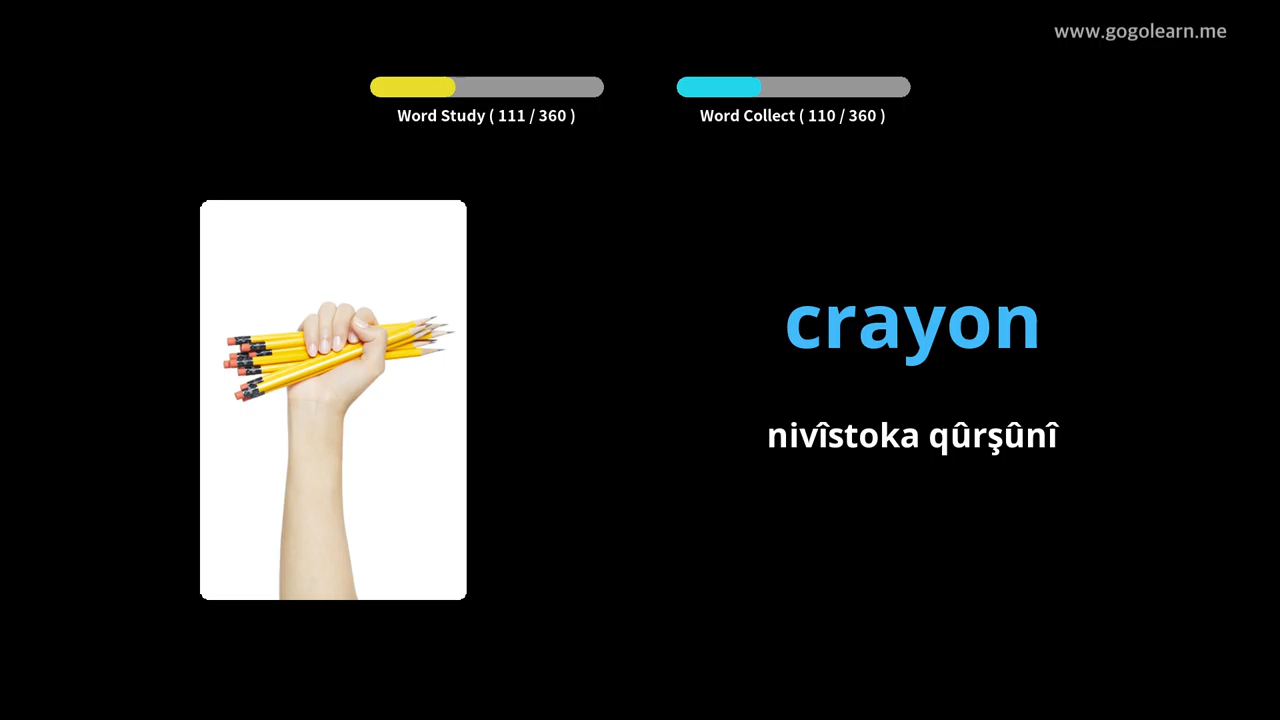 www.gogolearn.me
Word Study ( 111 / 360 )
Word Collect ( 110 / 360 )
crayon
nivîstoka qûrşûnî